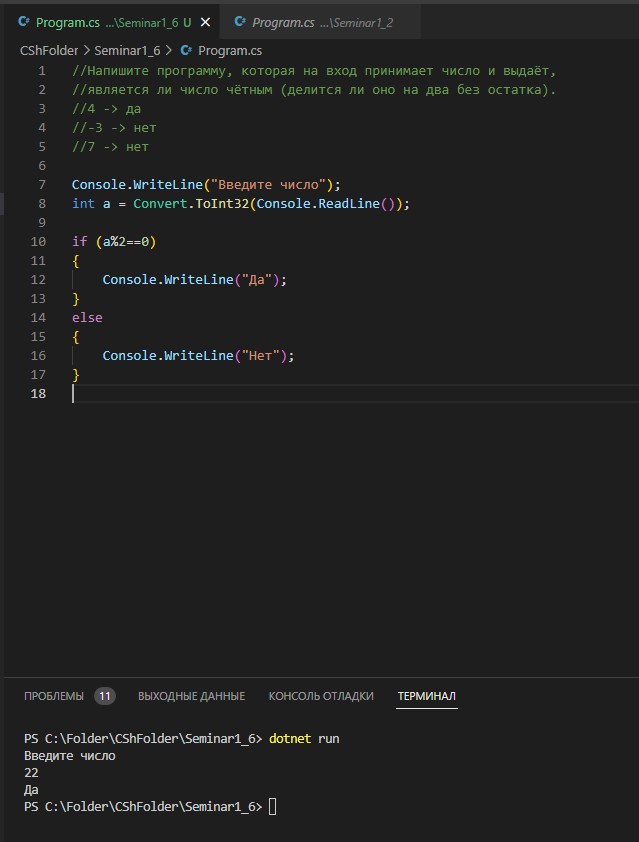 Program.cs ...\Seminar1_6 U Program.cs ...\Seminar1_2
CShFolder > Seminar1_6 > Program.cs
1 //Напишите программу, которая на вход принимает число и выдаёт,
2 //является ли число чётным (делится ли оно на два без остатка).
3 //4 -> да
4 //-3 -> нет
5 //7 -> нет
6
7 Console.WriteLine("Введите число");
8 int a = Convert.ToInt32(Console.ReadLine());
9
10 if (a%2==0)
11 {
12 Console.WriteLine("Да");
13 }
14 else
15 {
16 Console.WriteLine("Нет");
17 }
18
ПРОБЛЕМЫ 11 ВЫХОДНЫЕ ДАННЫЕ КОНСОЛЬ ОТЛАДКИ ТЕРМИНАЛ
PS C:\Folder\CShFolder\Seminar1_6> dotnet run
Введите число
22
Да
PS C:\Folder\CShFolder\Seminar1_6>